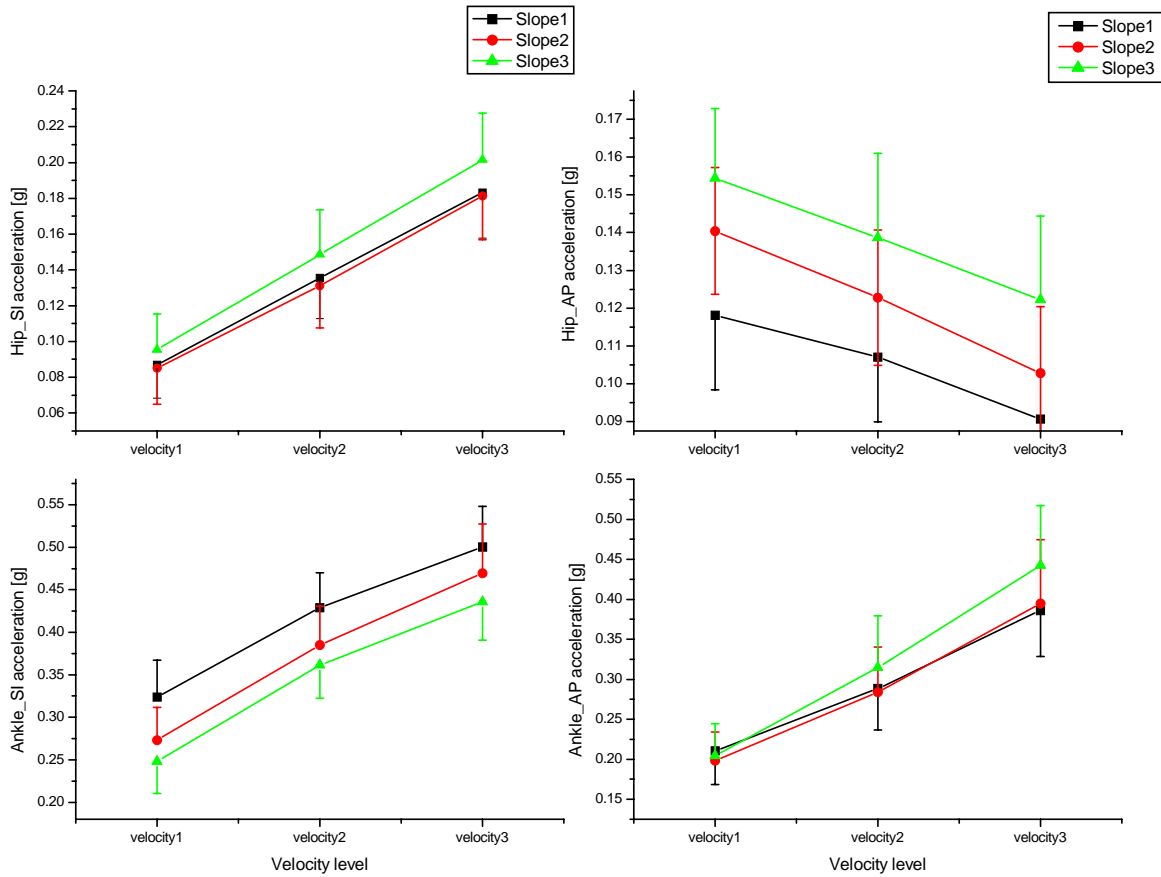 Slope1
Slope2
Slope3
Slope1
Slope2
Slope3
Hip_SI acceleration [g]
0.24
0.22
0.20
0.18
0.16
0.14
0.12
0.10
0.08
0.06
velocity1 velocity2 velocity3
Hip_AP acceleration [g]
0.17
0.16
0.15
0.14
0.13
0.12
0.11
0.10
0.09
velocity1 velocity2 velocity3
Ankle_SI acceleration [g]
0.55
0.50
0.45
0.40
0.35
0.30
0.25
0.20
velocity1 velocity2 velocity3
Velocity level
Ankle_AP acceleration [g]
0.55
0.50
0.45
0.40
0.35
0.30
0.25
0.20
0.15
velocity1 velocity2 velocity3
Velocity level